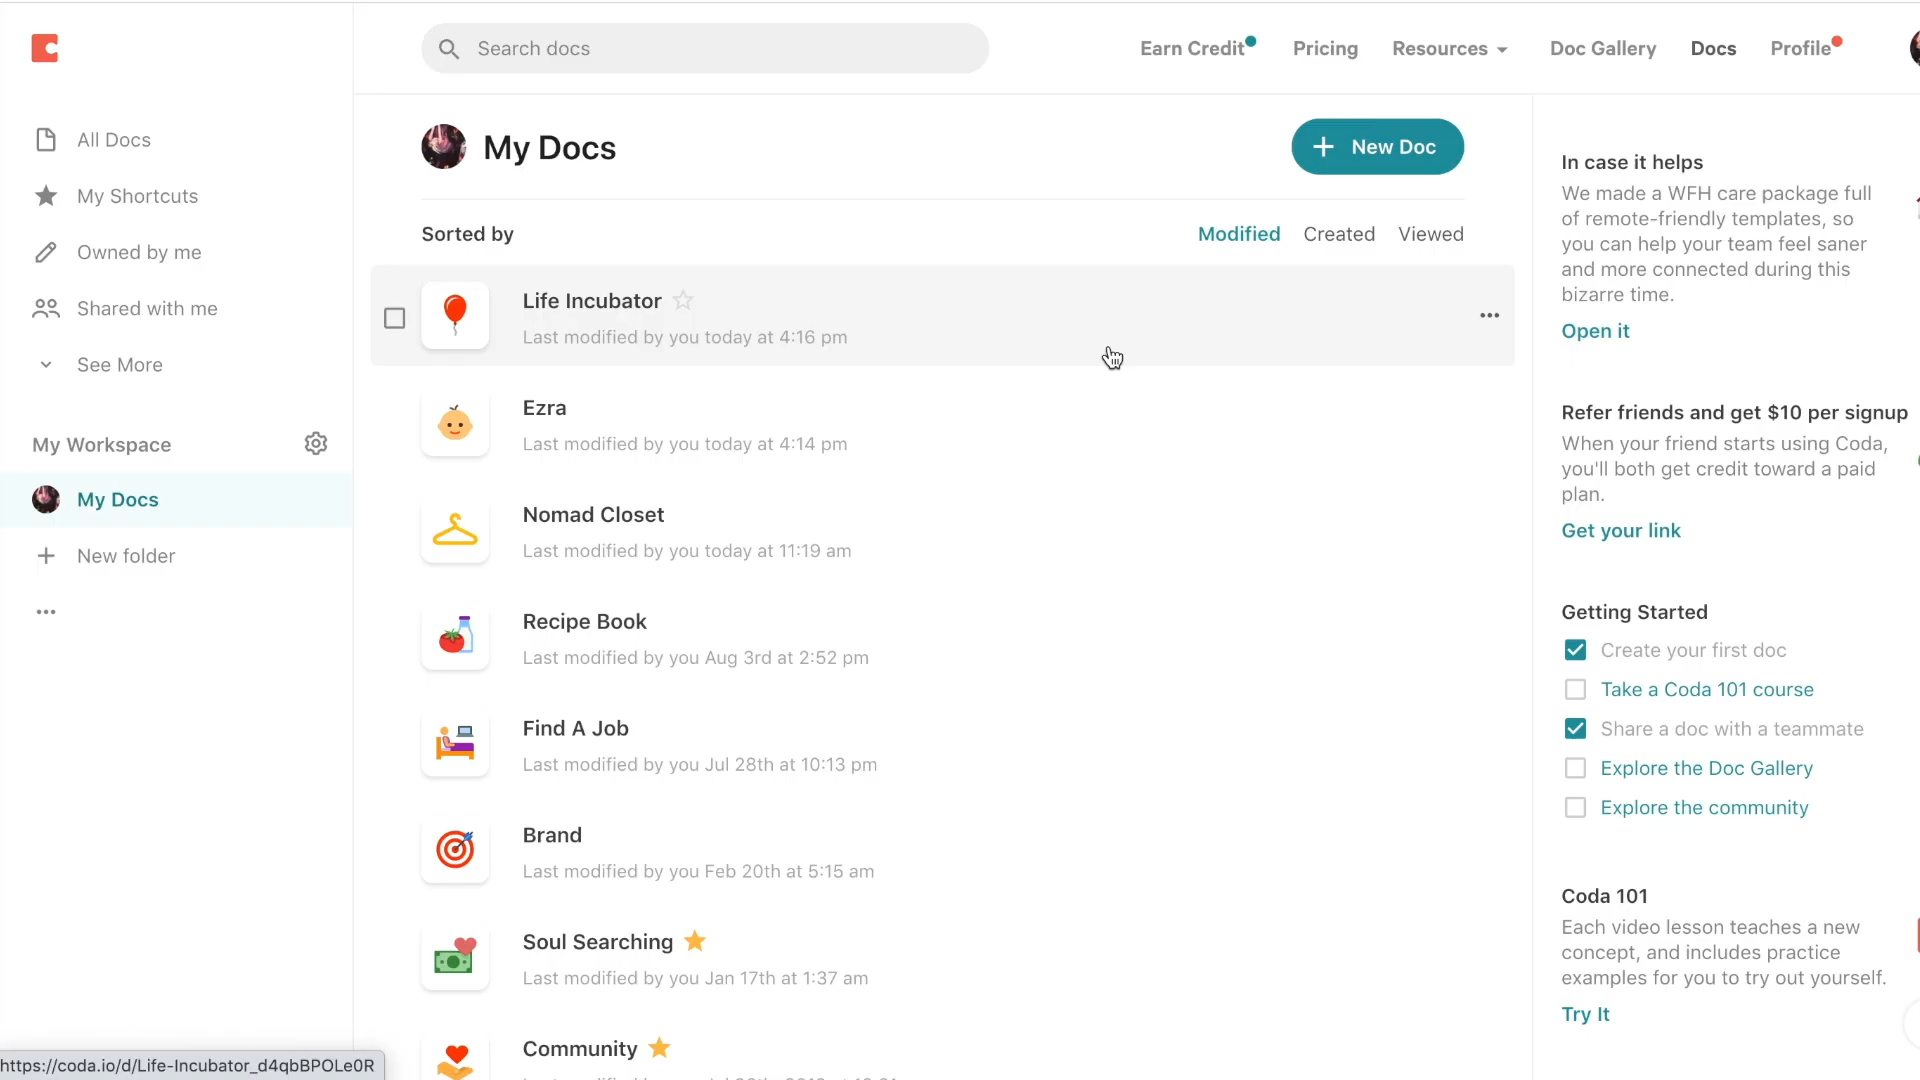 Search docs
Earn Credit
Pricing
Resources
Doc Gallery
Docs
Profile
All Docs
My Shortcuts
Owned by me
Shared with me
See More
My Workspace
My Docs
New folder
My Docs
New Doc
Sorted by
Modified
Created
Viewed
Life Incubator
Last modified by you today at 4:16 pm
Ezra
Last modified by you today at 4:14 pm
Nomad Closet
Last modified by you today at 11:19 am
Recipe Book
Last modified by you Aug 3rd at 2:52 pm
Find A Job
Last modified by you Jul 28th at 10:13 pm
Brand
Last modified by you Feb 20th at 5:15 am
Soul Searching
Last modified by you Jan 17th at 1:37 am
Community
In case it helps
We made a WFH care package full
of remote-friendly templates, so
you can help your team feel saner
and more connected during this
bizarre time.
Open it
Refer friends and get $10 per signup
When your friend starts using Coda,
you'll both get credit toward a paid
plan.
Get your link
Getting Started
Create your first doc
Take a Coda 101 course
Share a doc with a teammate
Explore the Doc Gallery
Explore the community
Coda 101
Each video lesson teaches a new
concept, and includes practice
examples for you to try out yourself.
Try It
https://coda.io/d/Life-Incubator_d4qbBPOLe0R